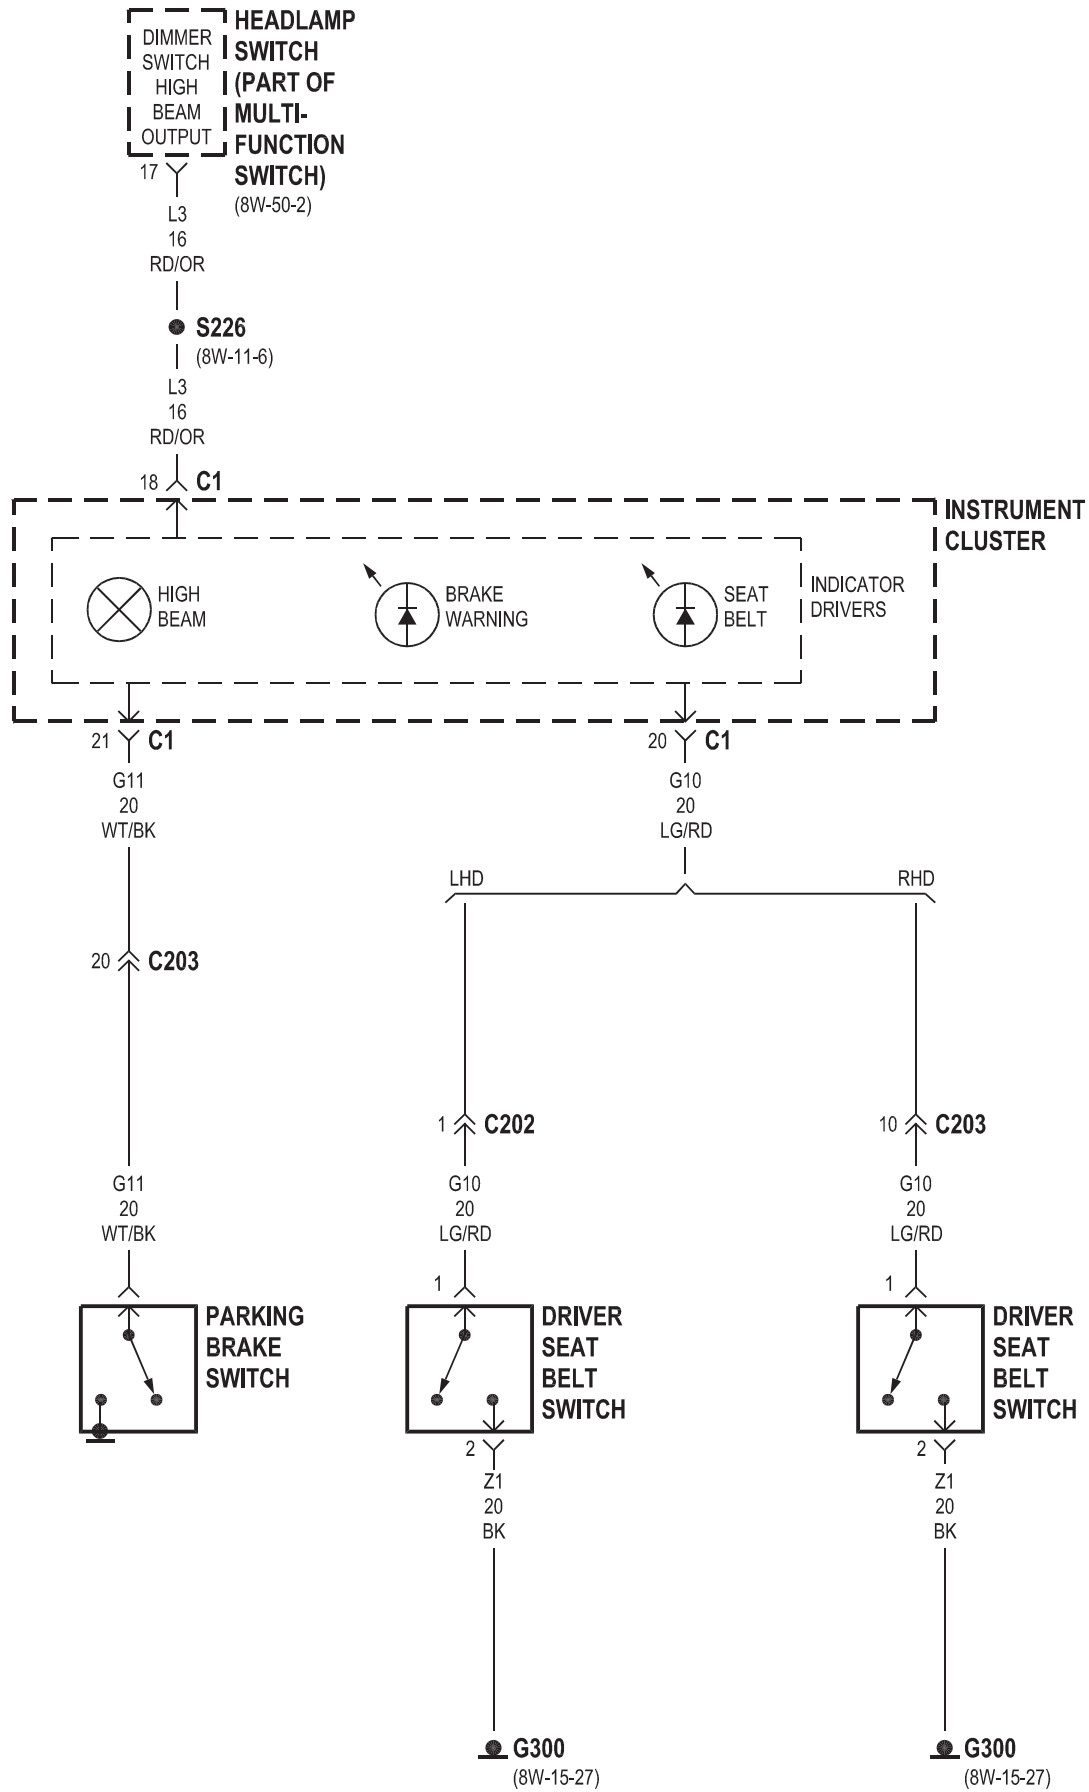 DIMMER
SWITCH
HIGH
BEAM
OUTPUT
HEADLAMP
SWITCH
(PART OF
MULTI-
FUNCTION
SWITCH)
(8W-50-2)
17
L3
16
RD/OR
S226
(8W-11-6)
L3
16
RD/OR
18
C1
INSTRUMENT
CLUSTER
HIGH
BEAM
BRAKE
WARNING
SEAT
BELT
INDICATOR
DRIVERS
21
C1
G11
20
WT/BK
20
C1
G10
20
LG/RD
LHD
RHD
20
C203
1
C202
10
C203
G11
20
WT/BK
G10
20
LG/RD
G10
20
LG/RD
PARKING
BRAKE
SWITCH
1
DRIVER
SEAT
BELT
SWITCH
1
DRIVER
SEAT
BELT
SWITCH
2
Z1
20
BK
2
Z1
20
BK
G300
(8W-15-27)
G300
(8W-15-27)